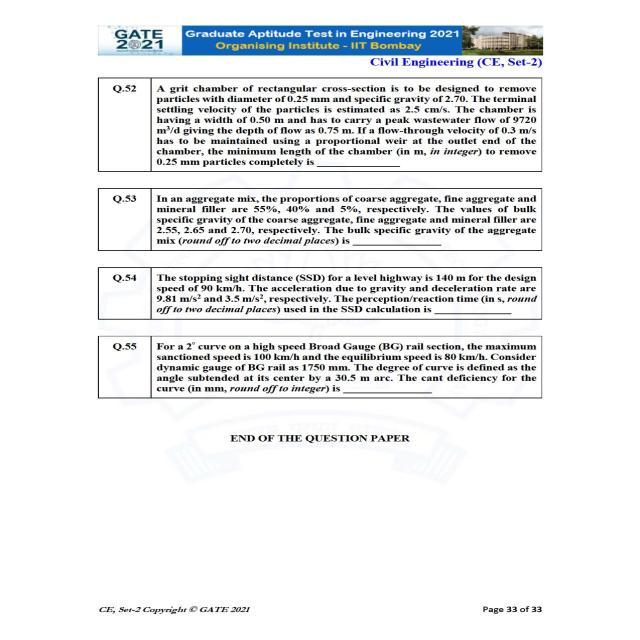 GATE
2021
Graduate Aptitude Test in Engineering 2021
Organising Institute - IIT Bombay
Civil Engineering (CE, Set-2)
Q.52
A grit chamber of rectangular cross-section is to be designed to remove
particles with diameter of 0.25 mm and specific gravity of 2.70. The terminal
settling velocity of the particles is estimated as 2.5 cm/s. The chamber is
having a width of 0.50 m and has to carry a peak wastewater flow of 9720
m³/d giving the depth of flow as 0.75 m. If a flow-through velocity of 0.3 m/s
has to be maintained using a proportional weir at the outlet end of the
chamber, the minimum length of the chamber (in m, in integer) to remove
0.25 mm particles completely is _______________
Q.53
In an aggregate mix, the proportions of coarse aggregate, fine aggregate and
mineral filler are 55%, 40% and 5%, respectively. The values of bulk
specific gravity of the coarse aggregate, fine aggregate and mineral filler are
2.55, 2.65 and 2.70, respectively. The bulk specific gravity of the aggregate
mix (round off to two decimal places) is _______________
Q.54
The stopping sight distance (SSD) for a level highway is 140 m for the design
speed of 90 km/h. The acceleration due to gravity and deceleration rate are
9.81 m/s² and 3.5 m/s², respectively. The perception/reaction time (in s, round
off to two decimal places) used in the SSD calculation is _____________
Q.55
For a 2° curve on a high speed Broad Gauge (BG) rail section, the maximum
sanctioned speed is 100 km/h and the equilibrium speed is 80 km/h. Consider
dynamic gauge of BG rail as 1750 mm. The degree of curve is defined as the
angle subtended at its center by a 30.5 m arc. The cant deficiency for the
curve (in mm, round off to integer) is _______________
END OF THE QUESTION PAPER
CE, Set-2 Copyright © GATE 2021
Page 33 of 33